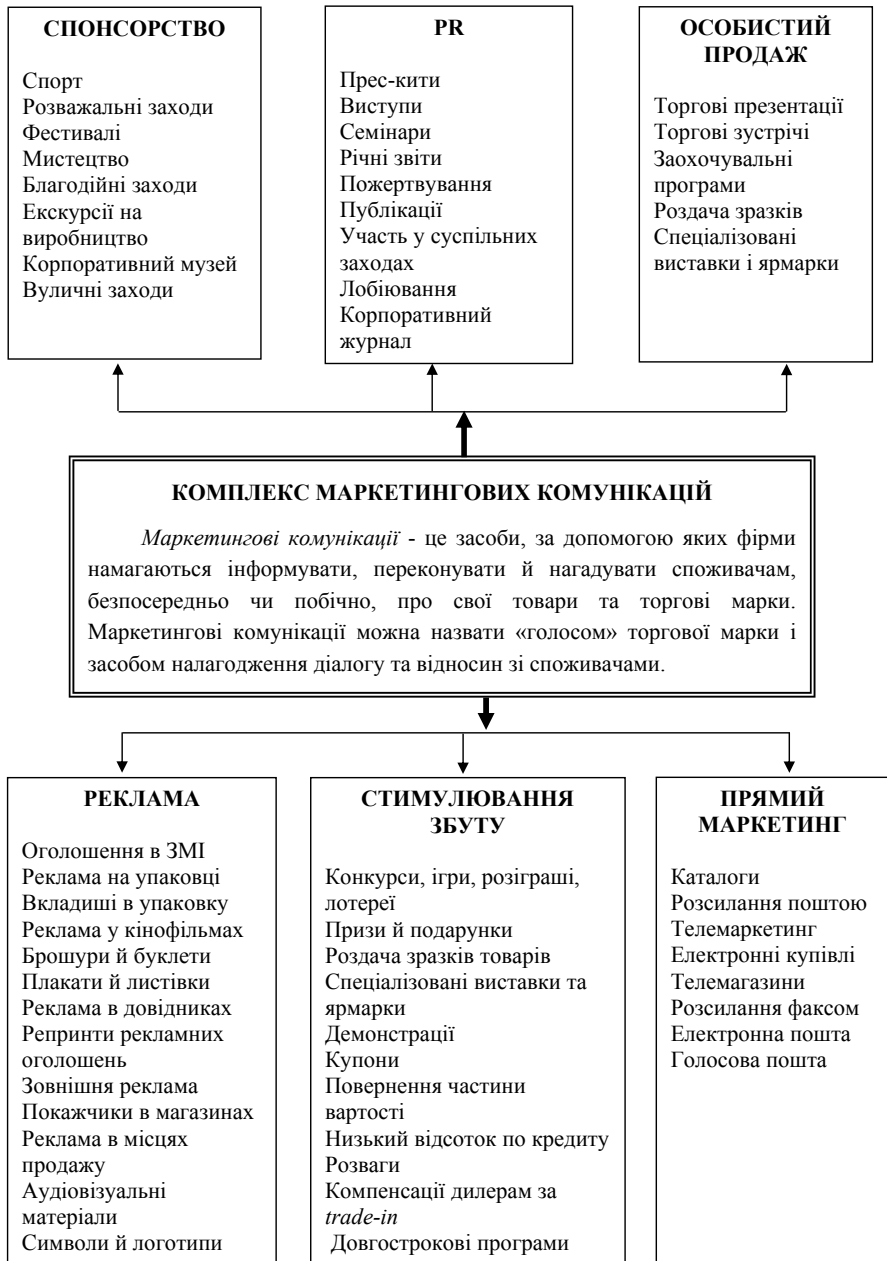 СПОНСОРСТВО
Спорт
Розважальні заходи
Фестивалі
Мистецтво
Благодійні заходи
Екскурсії на
виробництво
Корпоративний музей
Вуличні заходи
PR
Прес-кити
Виступи
Семінари
Річні звіти
Пожертвування
Публікації
Участь у суспільних
заходах
Лобіювання
Корпоративний
журнал
ОСОБИСТИЙ
ПРОДАЖ
Торгові презентації
Торгові зустрічі
Заохочувальні
програми
Роздача зразків
Спеціалізовані
виставки і ярмарки
КОМПЛЕКС МАРКЕТИНГОВИХ КОМУНІКАЦІЙ
Маркетингові комунікації - це засоби, за допомогою яких фірми
намагаються інформувати, переконувати й нагадувати споживачам,
безпосередньо чи побічно, про свої товари та торгові марки.
Маркетингові комунікації можна назвати «голосом» торгової марки і
засобом налагодження діалогу та відносин зі споживачами.
РЕКЛАМА
Оголошення в ЗМІ
Реклама на упаковці
Вкладиші в упаковку
Реклама у кінофільмах
Брошури й буклети
Плакати й листівки
Реклама в довідниках
Репринти рекламних
оголошень
Зовнішня реклама
Покажчики в магазинах
Реклама в місцях
продажу
Аудіовізуальні
матеріали
Символи й логотипи
СТИМУЛЮВАННЯ
ЗБУТУ
Конкурси, ігри, розіграші,
лотереї
Призи й подарунки
Роздача зразків товарів
Спеціалізовані виставки та
ярмарки
Демонстрації
Купони
Повернення частини
вартості
Низький відсоток по кредиту
Розваги
Компенсації дилерам за
trade-in
Довгострокові програми
ПРЯМИЙ
МАРКЕТИНГ
Каталоги
Розсилання поштою
Телемаркетинг
Електронні купівлі
Телемагазини
Розсилання факсом
Електронна пошта
Голосова пошта